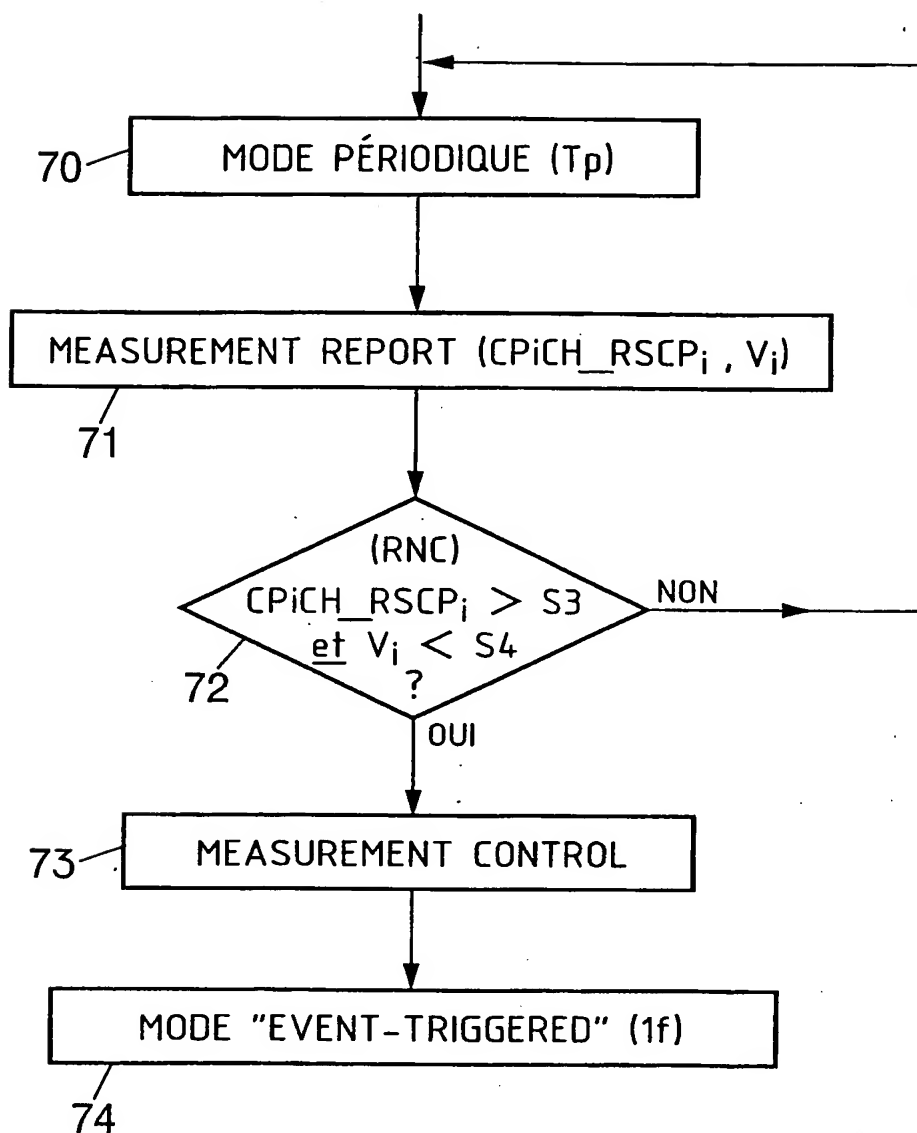 70
MODE PÉRIODIQUE (Tp)
MEASUREMENT REPORT (CPiCH_RSCPi , Vi)
71
(RNC)
CPiCH_RSCPi > S3
et Vi < S4
?
NON
72
OUI
73
MEASUREMENT CONTROL
MODE "EVENT-TRIGGERED" (1f)
74